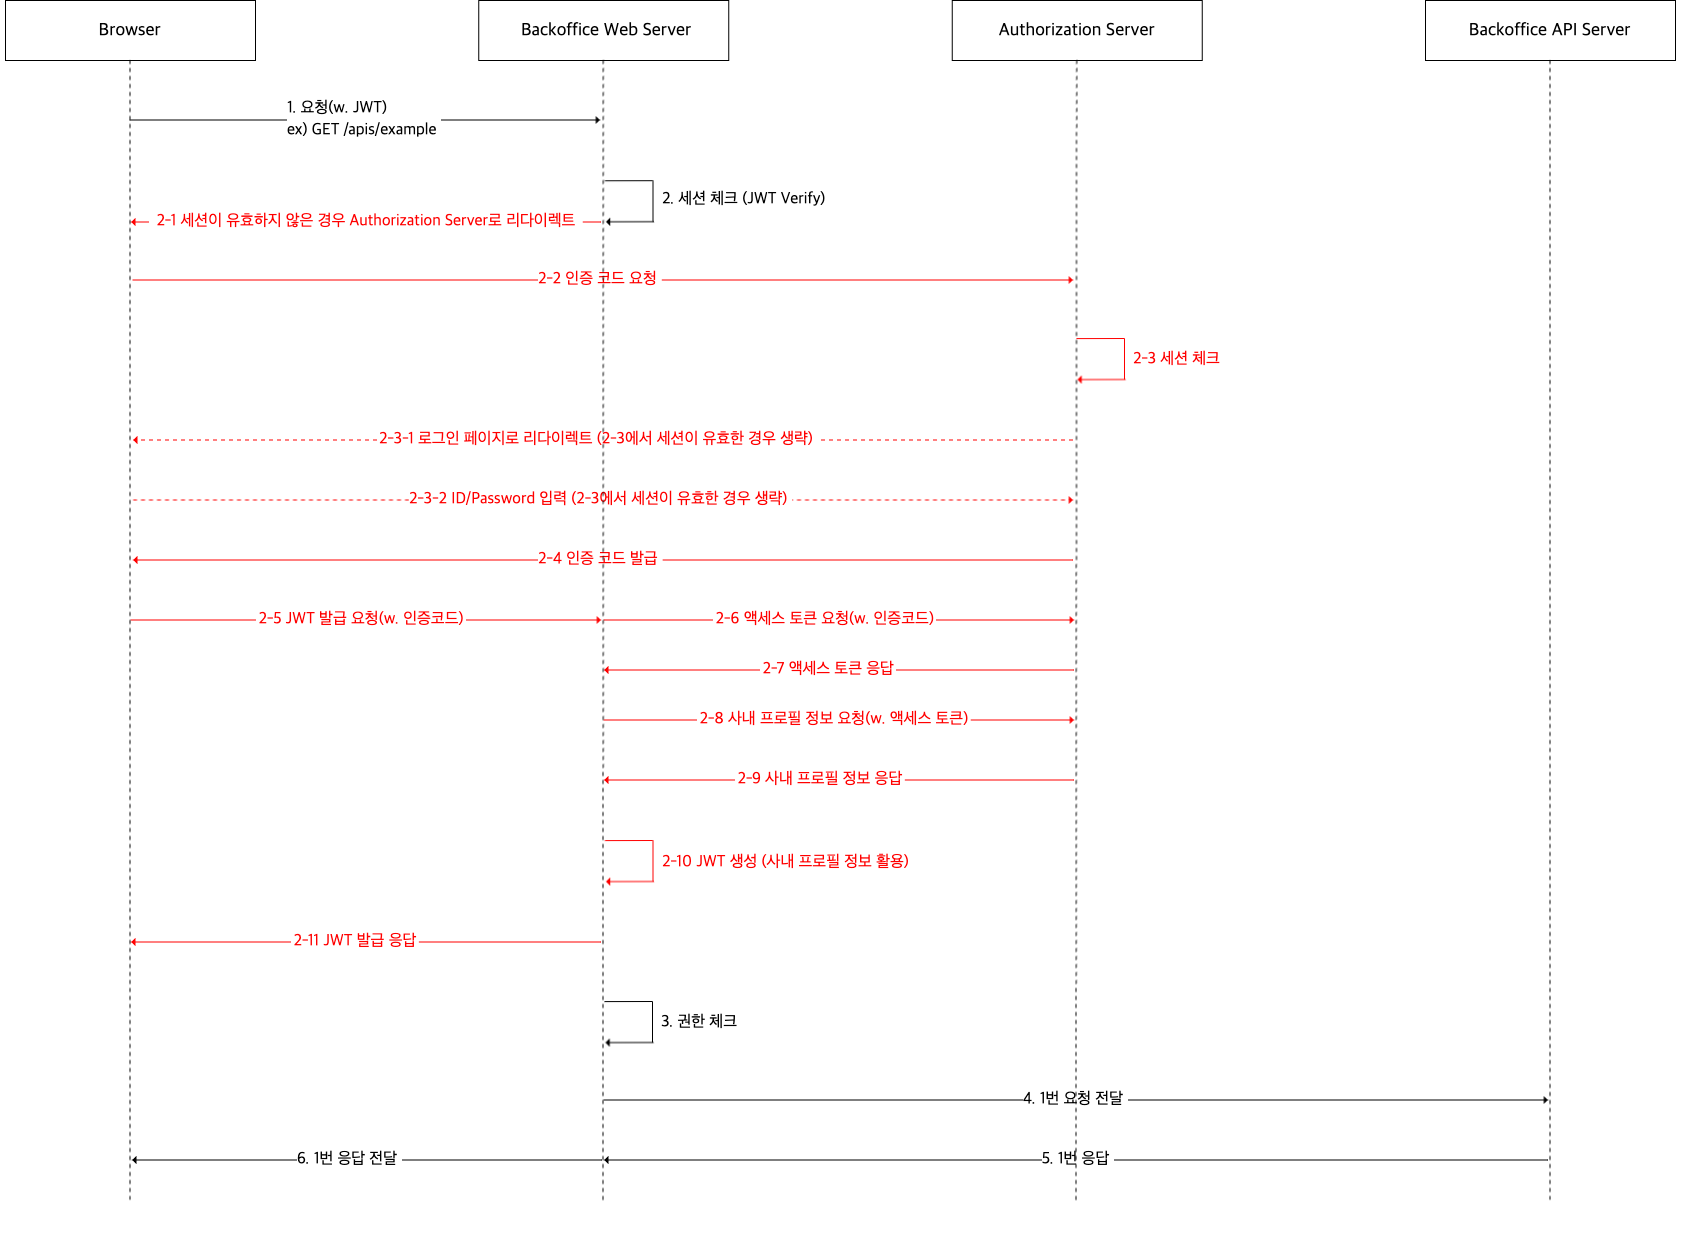 Browser
Backoffice Web Server
Authorization Server
Backoffice API Server
1. 요청(w. JWT)
ex) GET /apis/example
2. 세션 체크 (JWT Verify)
2-1 세션이 유효하지 않은 경우 Authorization Server로 리다이렉트
2-2 인증 코드 요청
2-3 세션 체크
2-3-1 로그인 페이지로 리다이렉트 (2-3에서 세션이 유효한 경우 생략)
2-3-2 ID/Password 입력 (2-3에서 세션이 유효한 경우 생략)
2-4 인증 코드 발급
2-5 JWT 발급 요청(w. 인증코드)
2-6 액세스 토큰 요청(w. 인증코드)
2-7 액세스 토큰 응답
2-8 사내 프로필 정보 요청(w. 액세스 토큰)
2-9 사내 프로필 정보 응답
2-10 JWT 생성 (사내 프로필 정보 활용)
2-11 JWT 발급 응답
3. 권한 체크
4. 1번 요청 전달
6. 1번 응답 전달
5. 1번 응답